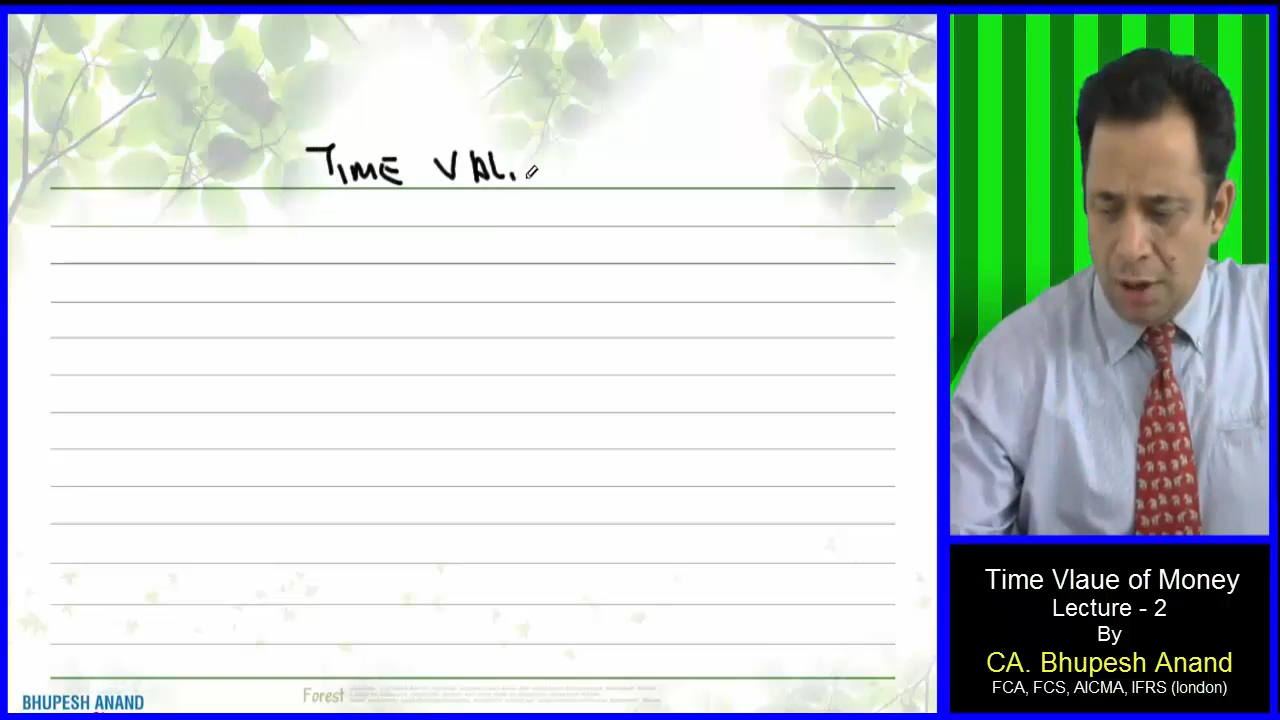 TIME VAL
BHUPESH ANAND
Forest
Time Vlaue of Money
Lecture - 2
By
CA. Bhupesh Anand
FCA, FCS, AICMA, IFRS (london)